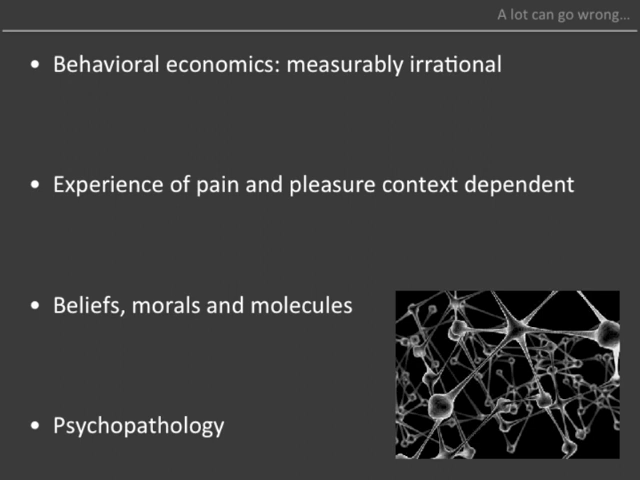 A lot can go wrong…
• Behavioral economics: measurably irrational
• Experience of pain and pleasure context dependent
• Beliefs, morals and molecules
• Psychopathology